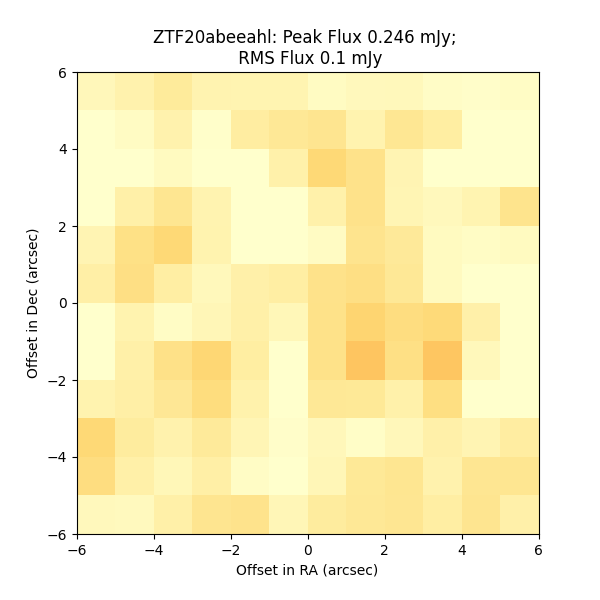 ZTF20abeeahl: Peak Flux 0.246 mJy;
RMS Flux 0.1 mJy
6
4
2
0
−2
−4
−6
Offset in Dec (arcsec)
−6 −4 −2 0 2 4 6
Offset in RA (arcsec)